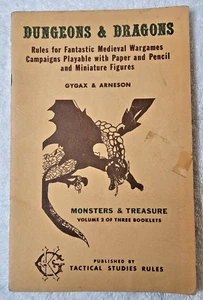 DUNGEONS & DRAGONS
Rules for Fantastic Medieval Wargames
Campaigns Playable with Paper and Pencil
and Miniature Figures
GYGAX & ARNESON
MONSTERS & TREASURE
VOLUME 2 OF THREE BOOKLETS
PUBLISHED BY
TACTICAL STUDIES RULES